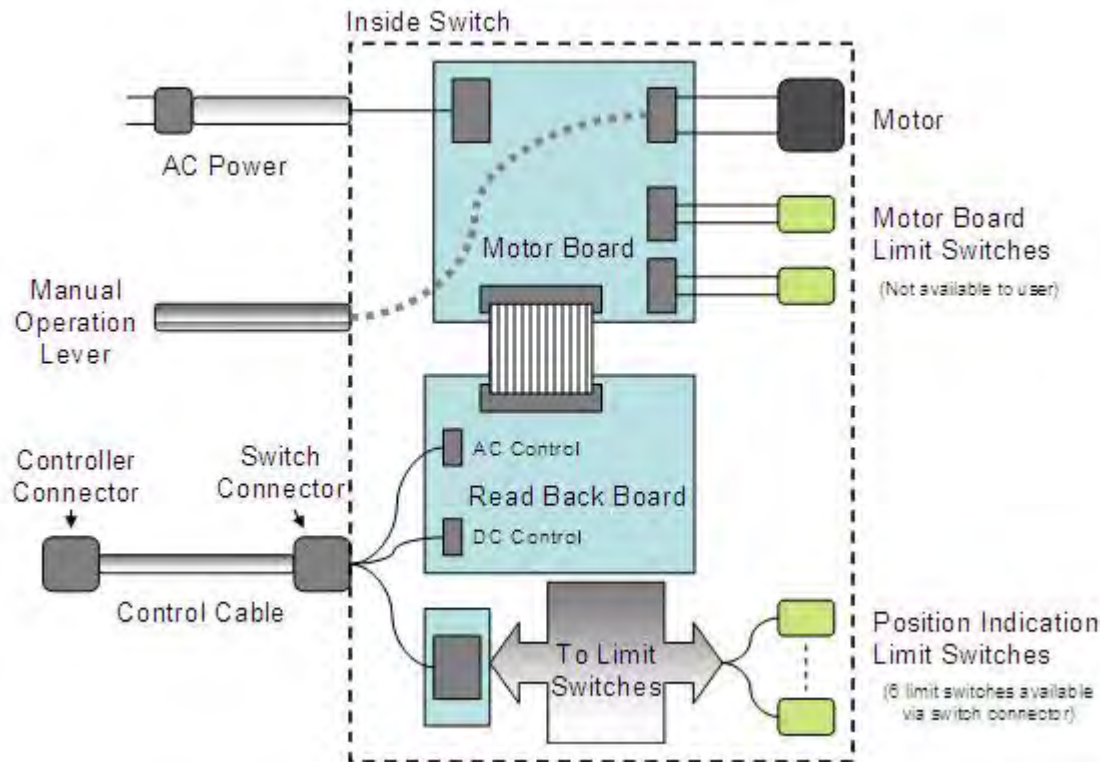 Inside Switch
AC Power
Motor
Motor Board
Motor Board
Limit Switches
(Not available to user)
Manual
Operation
Lever
Controller
Connector
Switch
Connector
AC Control
Read Back Board
DC Control
Control Cable
To Limit
Switches
Position Indication
Limit Switches
(6 limit switches available
via switch connector)